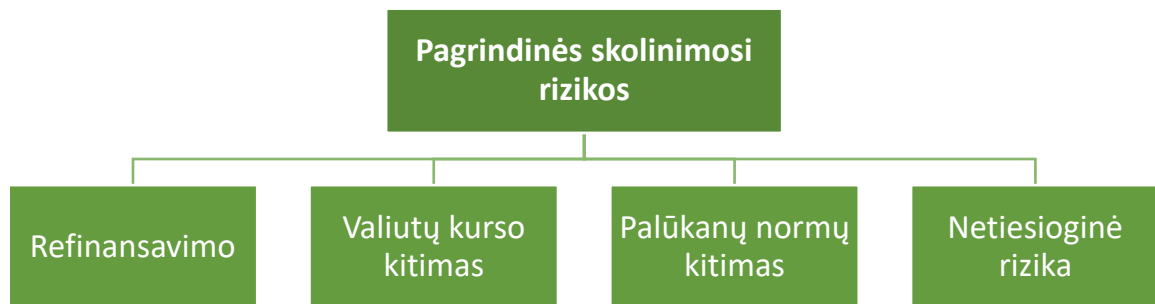 Pagrindinės skolinimosi
rizikos
Refinansavimo
Valiutų kurso
kitimas
Palūkanų normų
kitimas
Netiesioginė
rizika